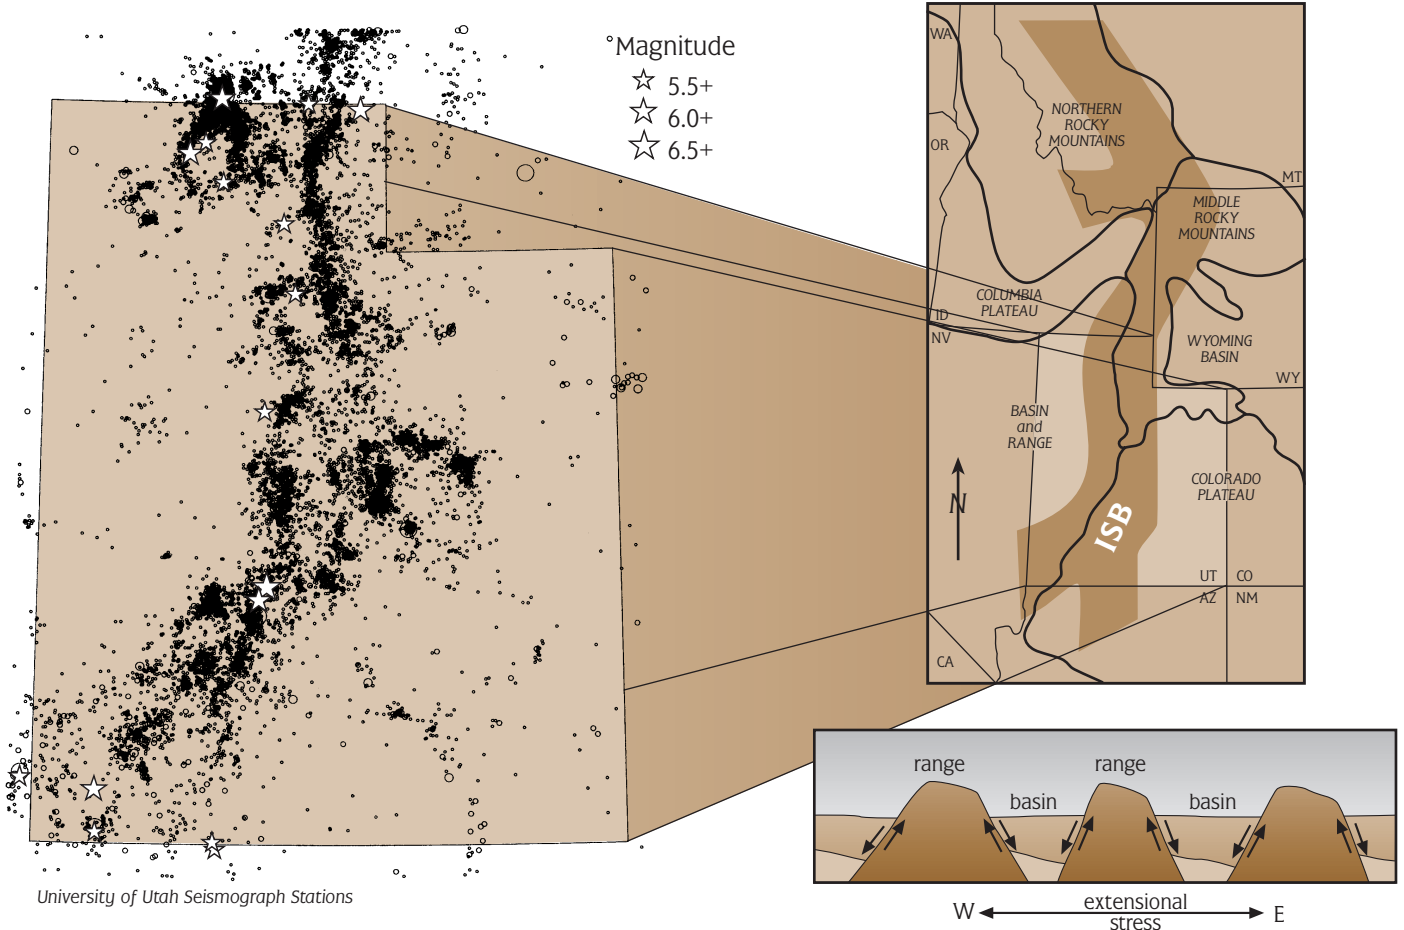 Magnitude
5.5+
6.0+
6.5+
WA
OR
NORTHERN
ROCKY
MOUNTAINS
MT
MIDDLE
ROCKY
MOUNTAINS
COLUMBIA
PLATEAU
ID
NV
WYOMING
BASIN
WY
BASIN
and
RANGE
COLORADO
PLATEAU
N
ISB
UT
CO
AZ
NM
CA
range
range
basin
basin
W
extensional
stress
E
University of Utah Seismograph Stations